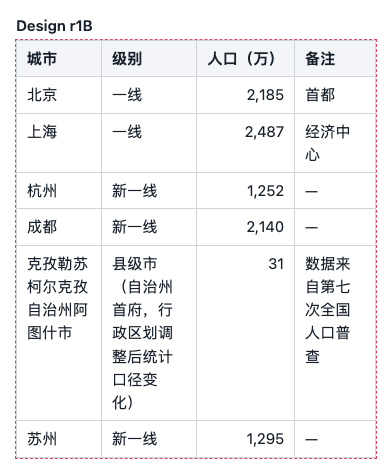 Design r1B
城市 级别 人口（万） 备注
北京 一线 2,185 首都
上海 一线 2,487 经济中
心
杭州 新一线 1,252 —
成都 新一线 2,140 —
克孜勒苏 县级市 31 数据来
柯尔克孜 （自治州 自第七
自治州阿 首府，行 次全国
图什市 政区划调 人口普
整后统计 查
口径变
化）
苏州 新一线 1,295 —